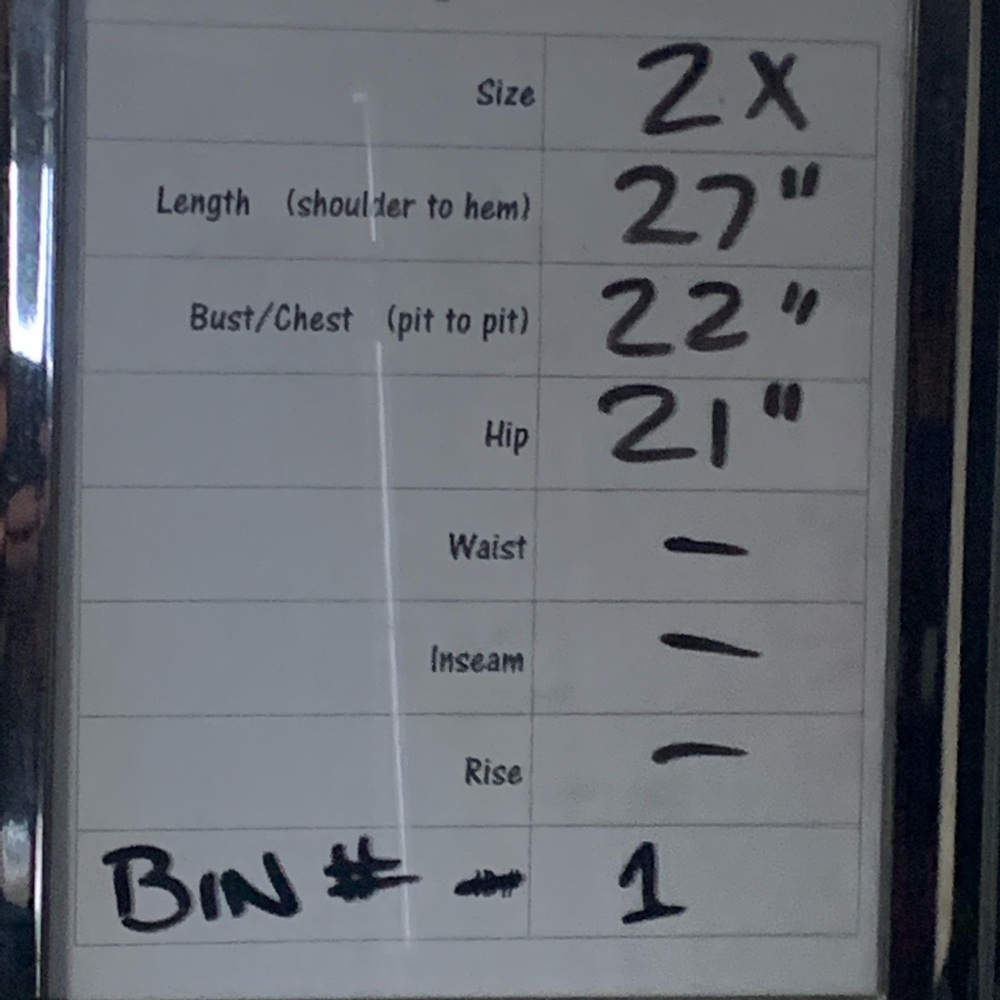 Size 2X
Length (shoulder to hem) 27"
Bust/Chest (pit to pit) 22"
Hip 21"
Waist –
Inseam –
Rise –
BIN # – 1